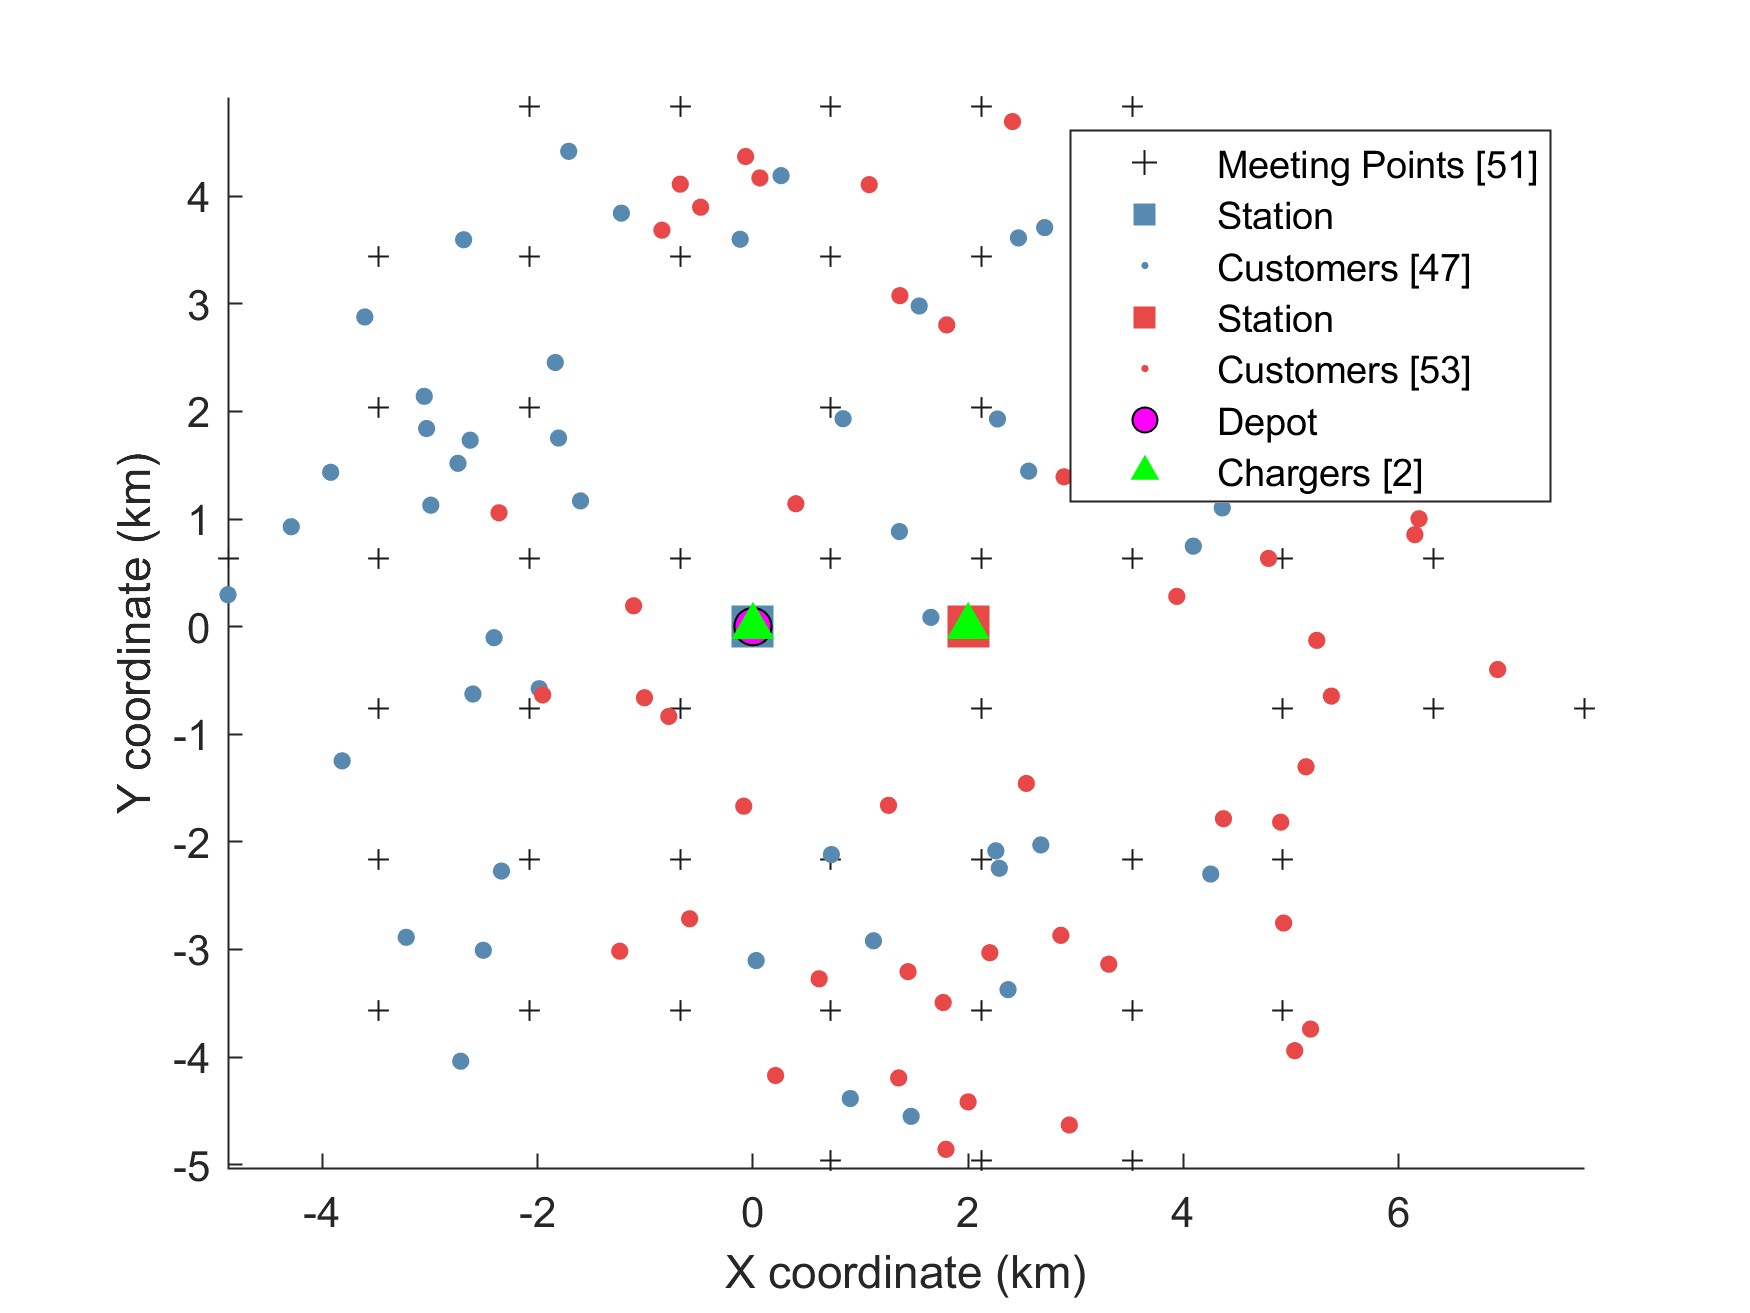 Meeting Points [51]
Station
Customers [47]
Station
Customers [53]
Depot
Chargers [2]
Y coordinate (km)
4
3
2
1
0
-1
-2
-3
-4
-5
-4 -2 0 2 4 6
X coordinate (km)